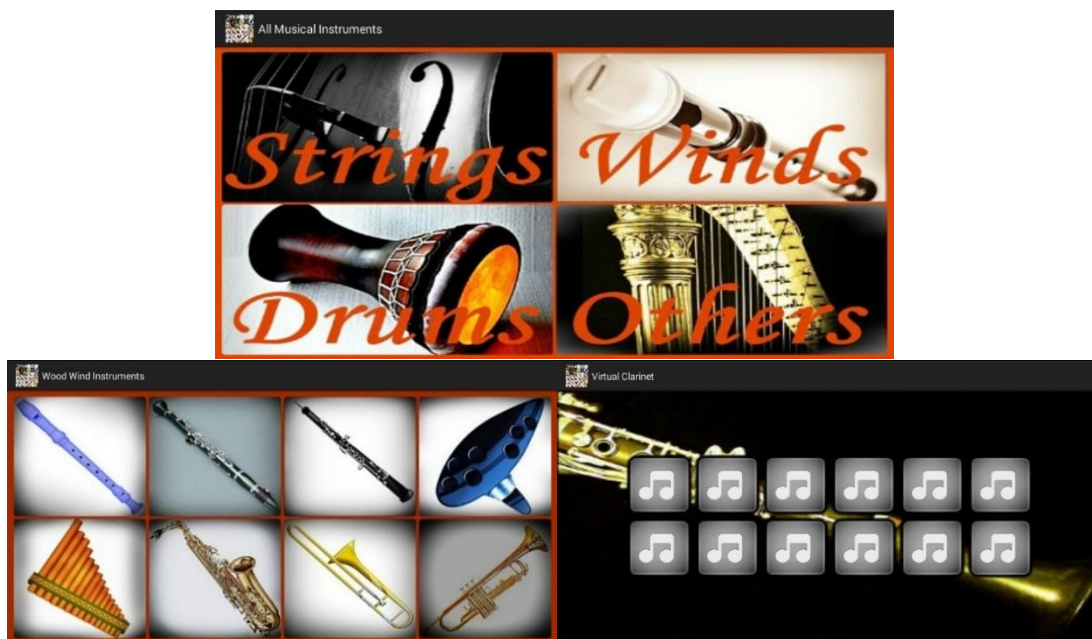 All Musical Instruments
Strings
Winds
Drums
Others
Wood Wind Instruments
Virtual Clarinet